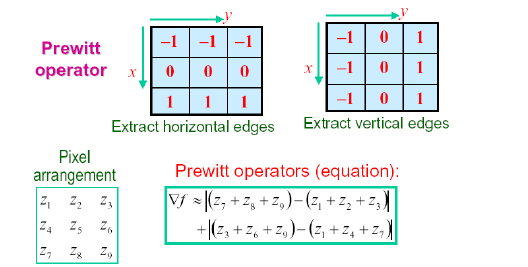 y
y
Prewitt
operator
x
−1 −1 −1
0 0 0
1 1 1
x
−1 0 1
−1 0 1
−1 0 1
Extract horizontal edges
Extract vertical edges
Pixel
arrangement
z₁ z₂ z₃
z₄ z₅ z₆
z₇ z₈ z₉
Prewitt operators (equation):
∇f ≈ |(z₇ + z₈ + z₉) − (z₁ + z₂ + z₃)|
+ |(z₃ + z₆ + z₉) − (z₁ + z₄ + z₇)|